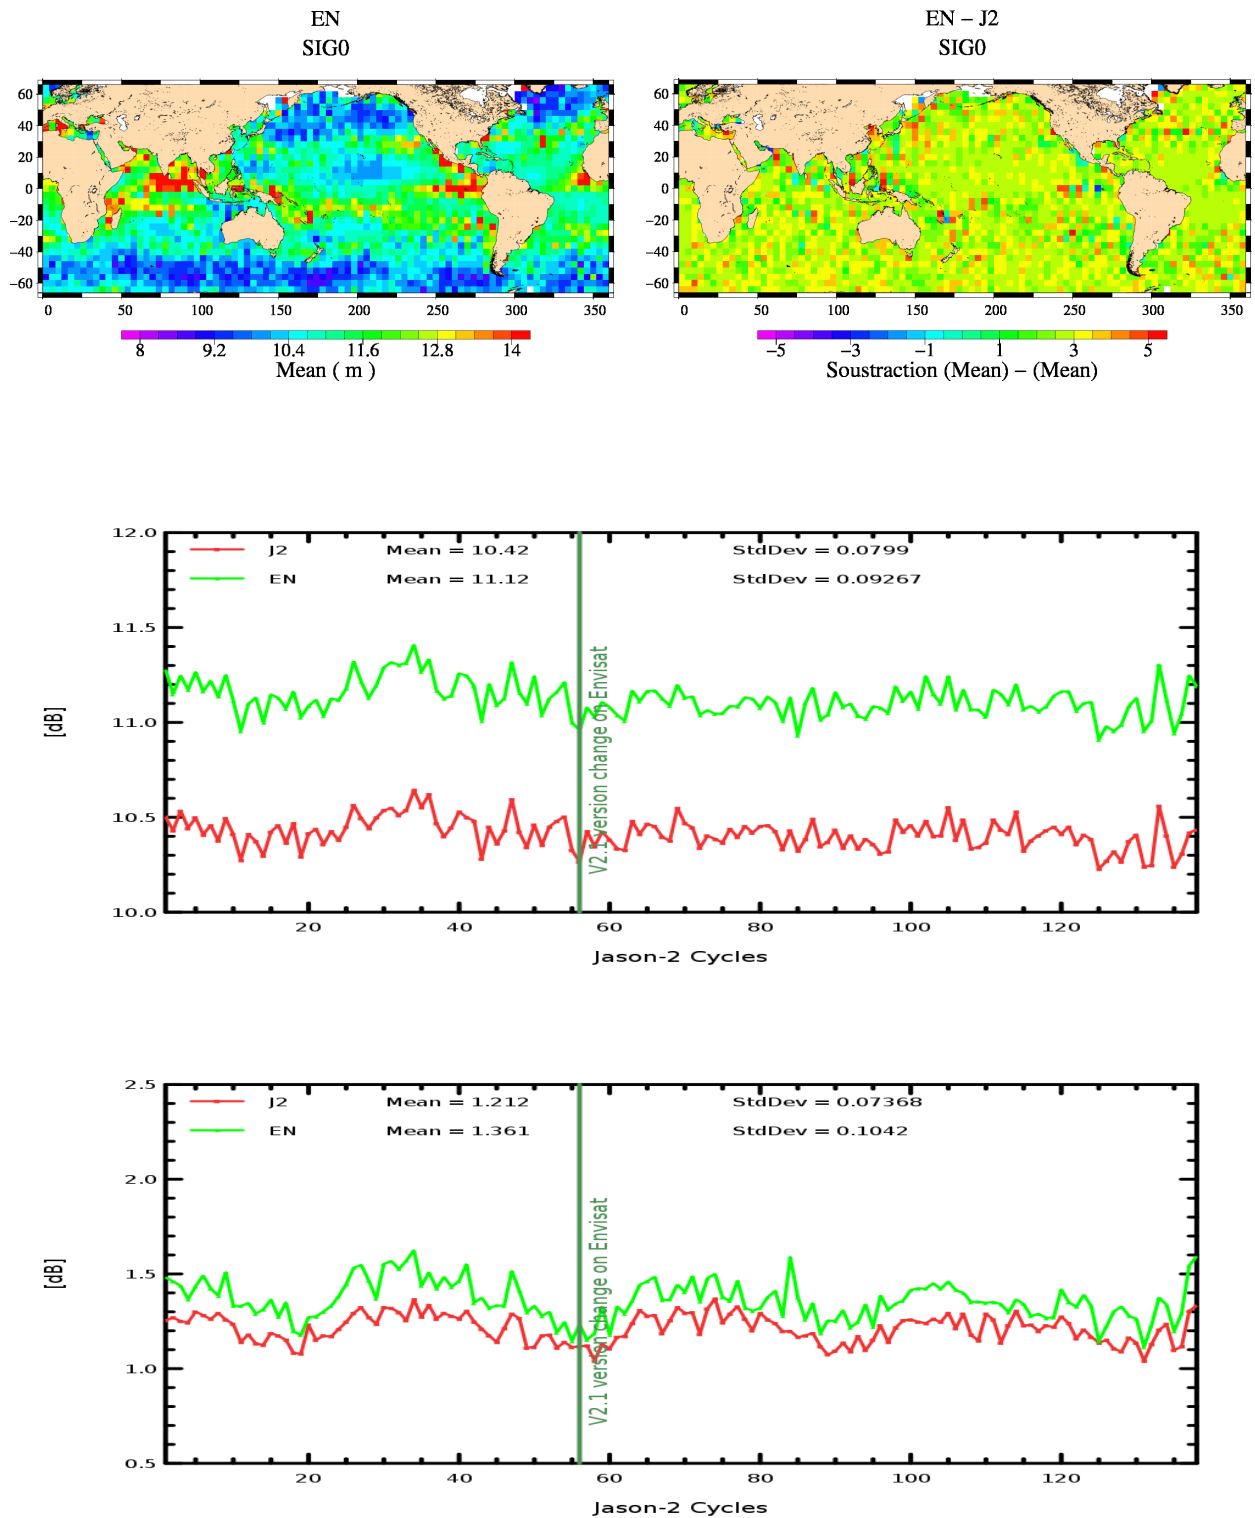 EN
SIG0
60
40
20
0
−20
−40
−60
0 50 100 150 200 250 300 350
8 9.2 10.4 11.6 12.8 14
Mean ( m )
EN − J2
SIG0
60
40
20
0
−20
−40
−60
0 50 100 150 200 250 300 350
−5 −3 −1 1 3 5
Soustraction (Mean) − (Mean)
12.0
11.5
11.0
10.5
10.0
[dB]
J2 Mean = 10.42 StdDev = 0.0799
EN Mean = 11.12 StdDev = 0.09267
V2.1 version change on Envisat
20 40 60 80 100 120
Jason-2 Cycles
2.5
2.0
1.5
1.0
0.5
[dB]
J2 Mean = 1.212 StdDev = 0.07368
EN Mean = 1.361 StdDev = 0.1042
V2.1 version change on Envisat
20 40 60 80 100 120
Jason-2 Cycles